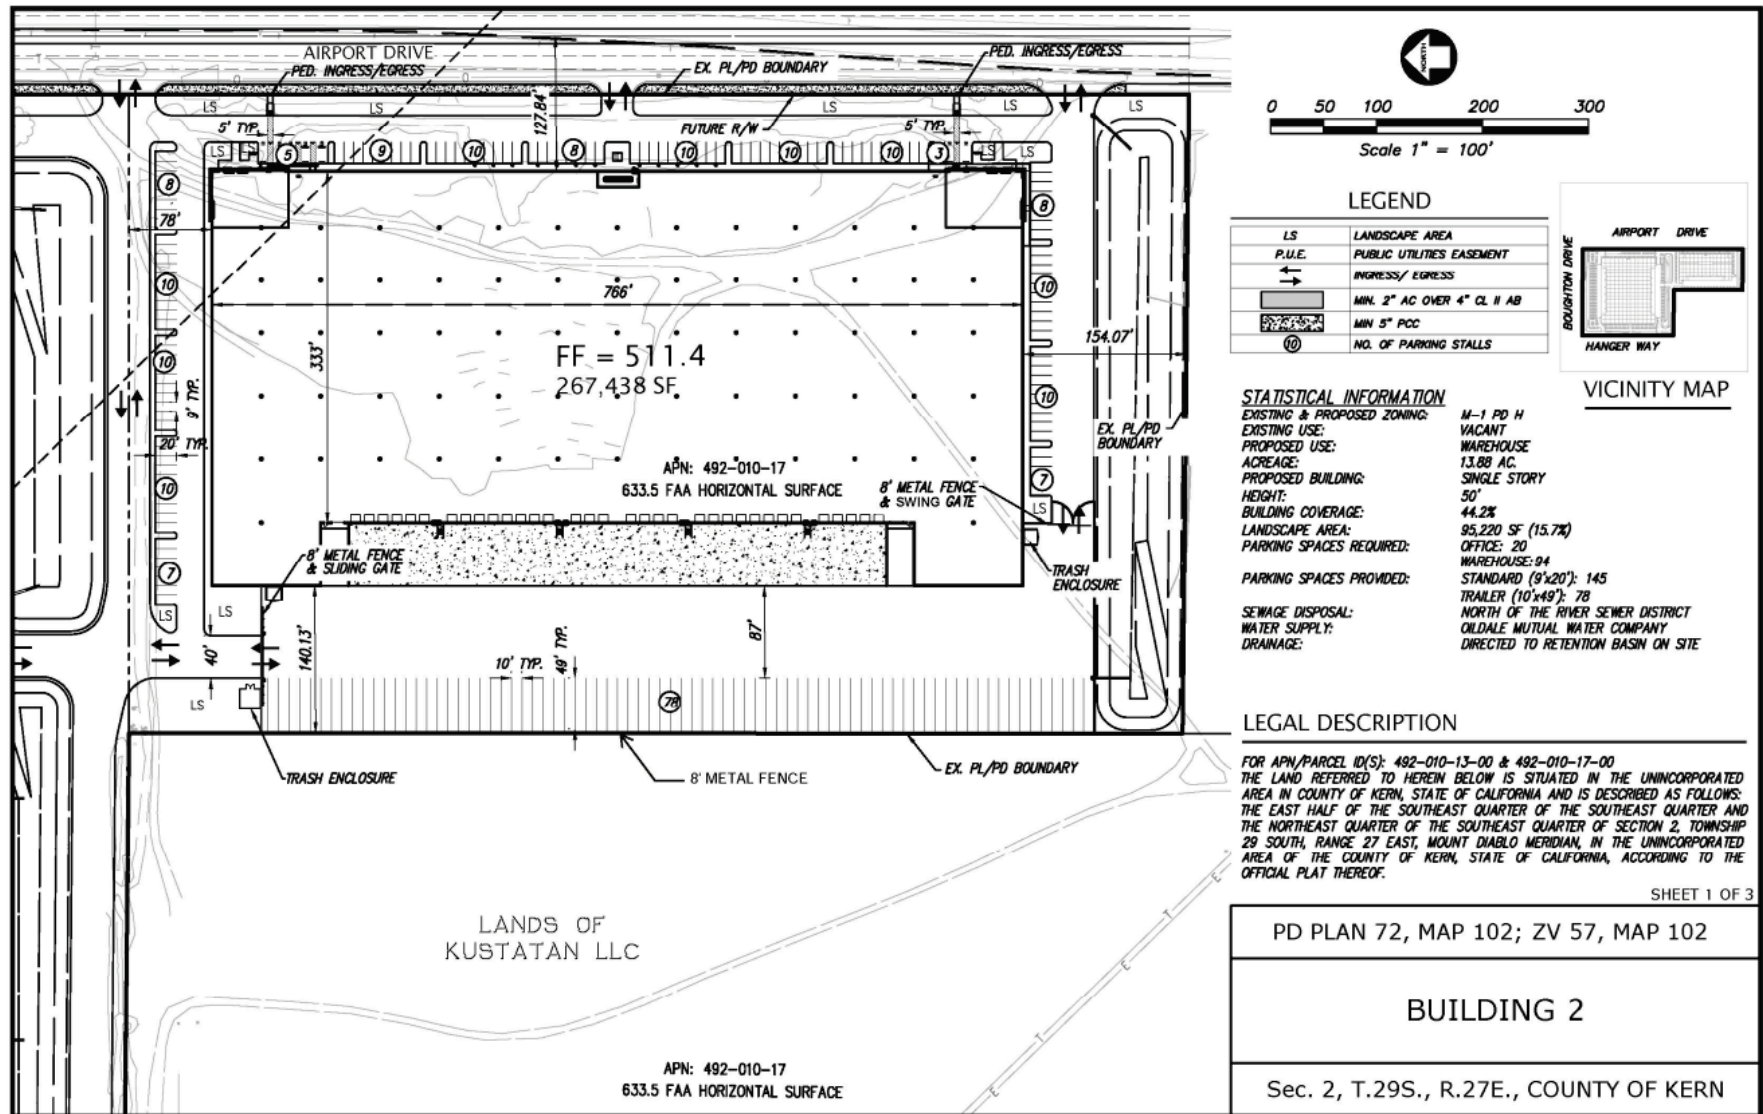 AIRPORT DRIVE
PED. INGRESS/EGRESS
EX. PL/PD BOUNDARY
PED. INGRESS/EGRESS
LS
LS
LS
LS
LS
127.84'
5' TYP.
FUTURE R/W
5' TYP.
LS
5
9
10
8
10
10
10
3
LS
LS
8
78'
10
10
9' TYP.
20' TYP.
10
7
LS
766'
333'
FF = 511.4
267,438 SF
APN: 492-010-17
633.5 FAA HORIZONTAL SURFACE
8
10
10
7
LS
154.07'
EX. PL/PD
BOUNDARY
8' METAL FENCE
& SWING GATE
8' METAL FENCE
& SLIDING GATE
TRASH
ENCLOSURE
LS
40'
140.13'
10' TYP.
49' TYP.
87'
LS
78
TRASH ENCLOSURE
8' METAL FENCE
EX. PL/PD BOUNDARY
LANDS OF
KUSTATAN LLC
APN: 492-010-17
633.5 FAA HORIZONTAL SURFACE
E
T
E
T
E
T
E
NORTH
0 50 100 200 300
Scale 1" = 100'
LEGEND
LS LANDSCAPE AREA
P.U.E. PUBLIC UTILITIES EASEMENT
INGRESS/ EGRESS
MIN. 2" AC OVER 4" CL II AB
MIN 5" PCC
10 NO. OF PARKING STALLS
AIRPORT DRIVE
BOUGHTON DRIVE
HANGER WAY
VICINITY MAP
STATISTICAL INFORMATION
EXISTING & PROPOSED ZONING: M-1 PD H
EXISTING USE: VACANT
PROPOSED USE: WAREHOUSE
ACREAGE: 13.88 AC.
PROPOSED BUILDING: SINGLE STORY
HEIGHT: 50'
BUILDING COVERAGE: 44.2%
LANDSCAPE AREA: 95,220 SF (15.7%)
PARKING SPACES REQUIRED: OFFICE: 20
WAREHOUSE: 94
PARKING SPACES PROVIDED: STANDARD (9'x20'): 145
TRAILER (10'x49'): 78
SEWAGE DISPOSAL: NORTH OF THE RIVER SEWER DISTRICT
WATER SUPPLY: OILDALE MUTUAL WATER COMPANY
DRAINAGE: DIRECTED TO RETENTION BASIN ON SITE
LEGAL DESCRIPTION
FOR APN/PARCEL ID(S): 492-010-13-00 & 492-010-17-00
THE LAND REFERRED TO HEREIN BELOW IS SITUATED IN THE UNINCORPORATED
AREA IN COUNTY OF KERN, STATE OF CALIFORNIA AND IS DESCRIBED AS FOLLOWS:
THE EAST HALF OF THE SOUTHEAST QUARTER OF THE SOUTHEAST QUARTER AND
THE NORTHEAST QUARTER OF THE SOUTHEAST QUARTER OF SECTION 2, TOWNSHIP
29 SOUTH, RANGE 27 EAST, MOUNT DIABLO MERIDIAN, IN THE UNINCORPORATED
AREA OF THE COUNTY OF KERN, STATE OF CALIFORNIA, ACCORDING TO THE
OFFICIAL PLAT THEREOF.
SHEET 1 OF 3
PD PLAN 72, MAP 102; ZV 57, MAP 102
BUILDING 2
Sec. 2, T.29S., R.27E., COUNTY OF KERN